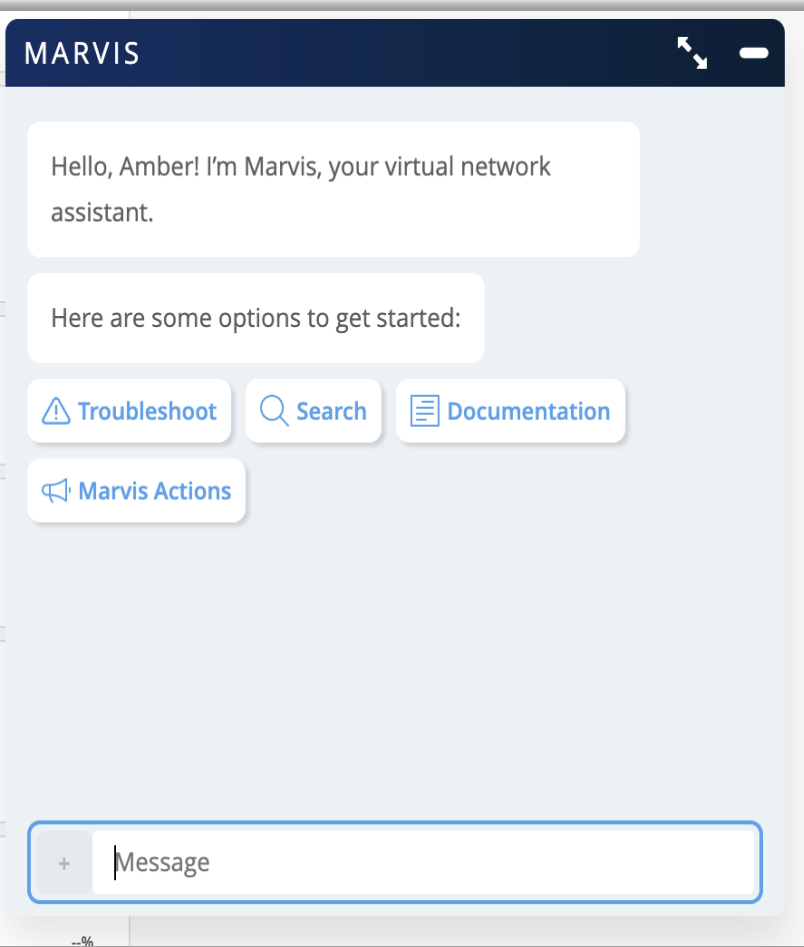 MARVIS
Hello, Amber! I'm Marvis, your virtual network
assistant.
Here are some options to get started:
Troubleshoot
Search
Documentation
Marvis Actions
+
Message
--%